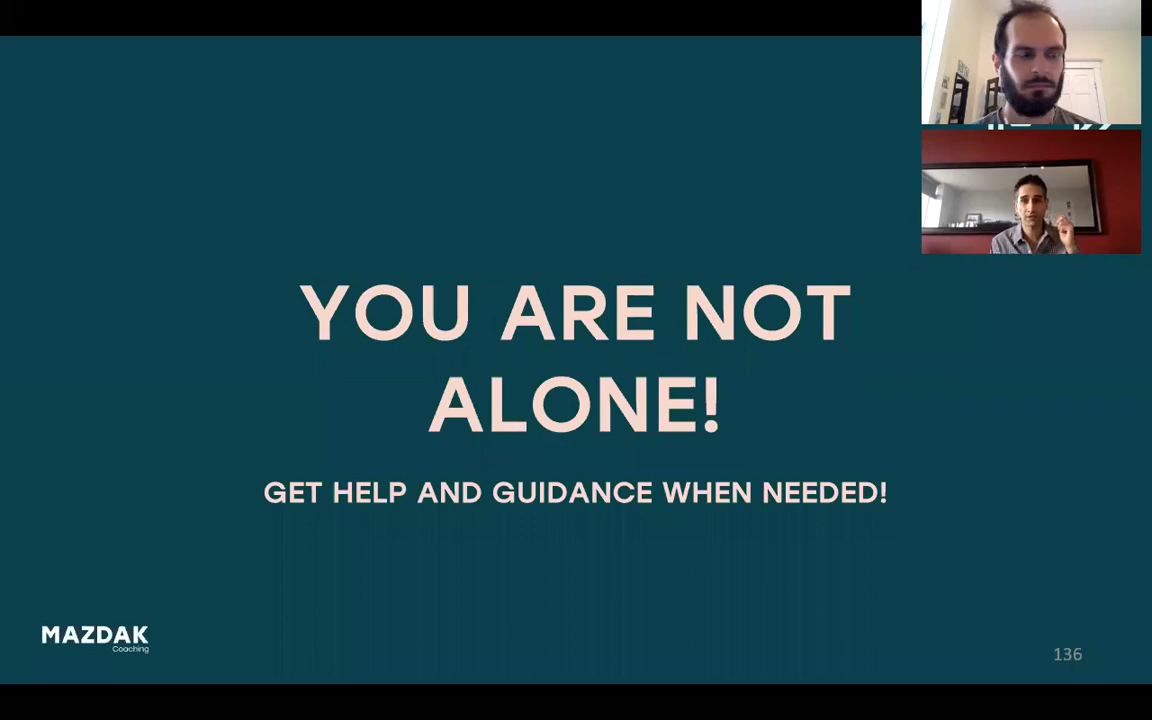 YOU ARE NOT
ALONE!
GET HELP AND GUIDANCE WHEN NEEDED!
MAZDAK
Coaching
136